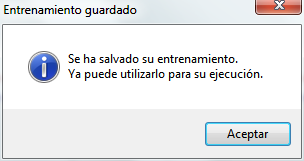 Entrenamiento guardado
Se ha salvado su entrenamiento.
Ya puede utilizarlo para su ejecución.
Aceptar